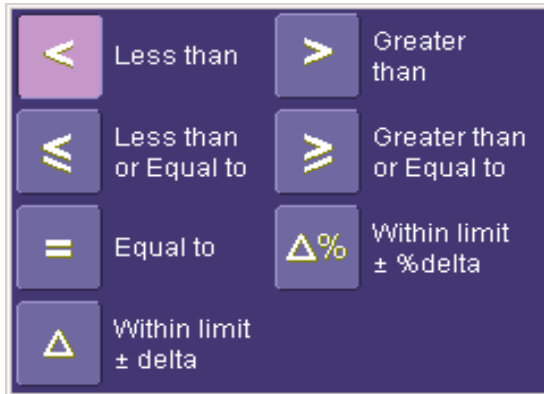 < Less than
> Greater
than
⩽ Less than
or Equal to
⩾ Greater than
or Equal to
= Equal to
Δ% Within limit
± %delta
Δ Within limit
± delta